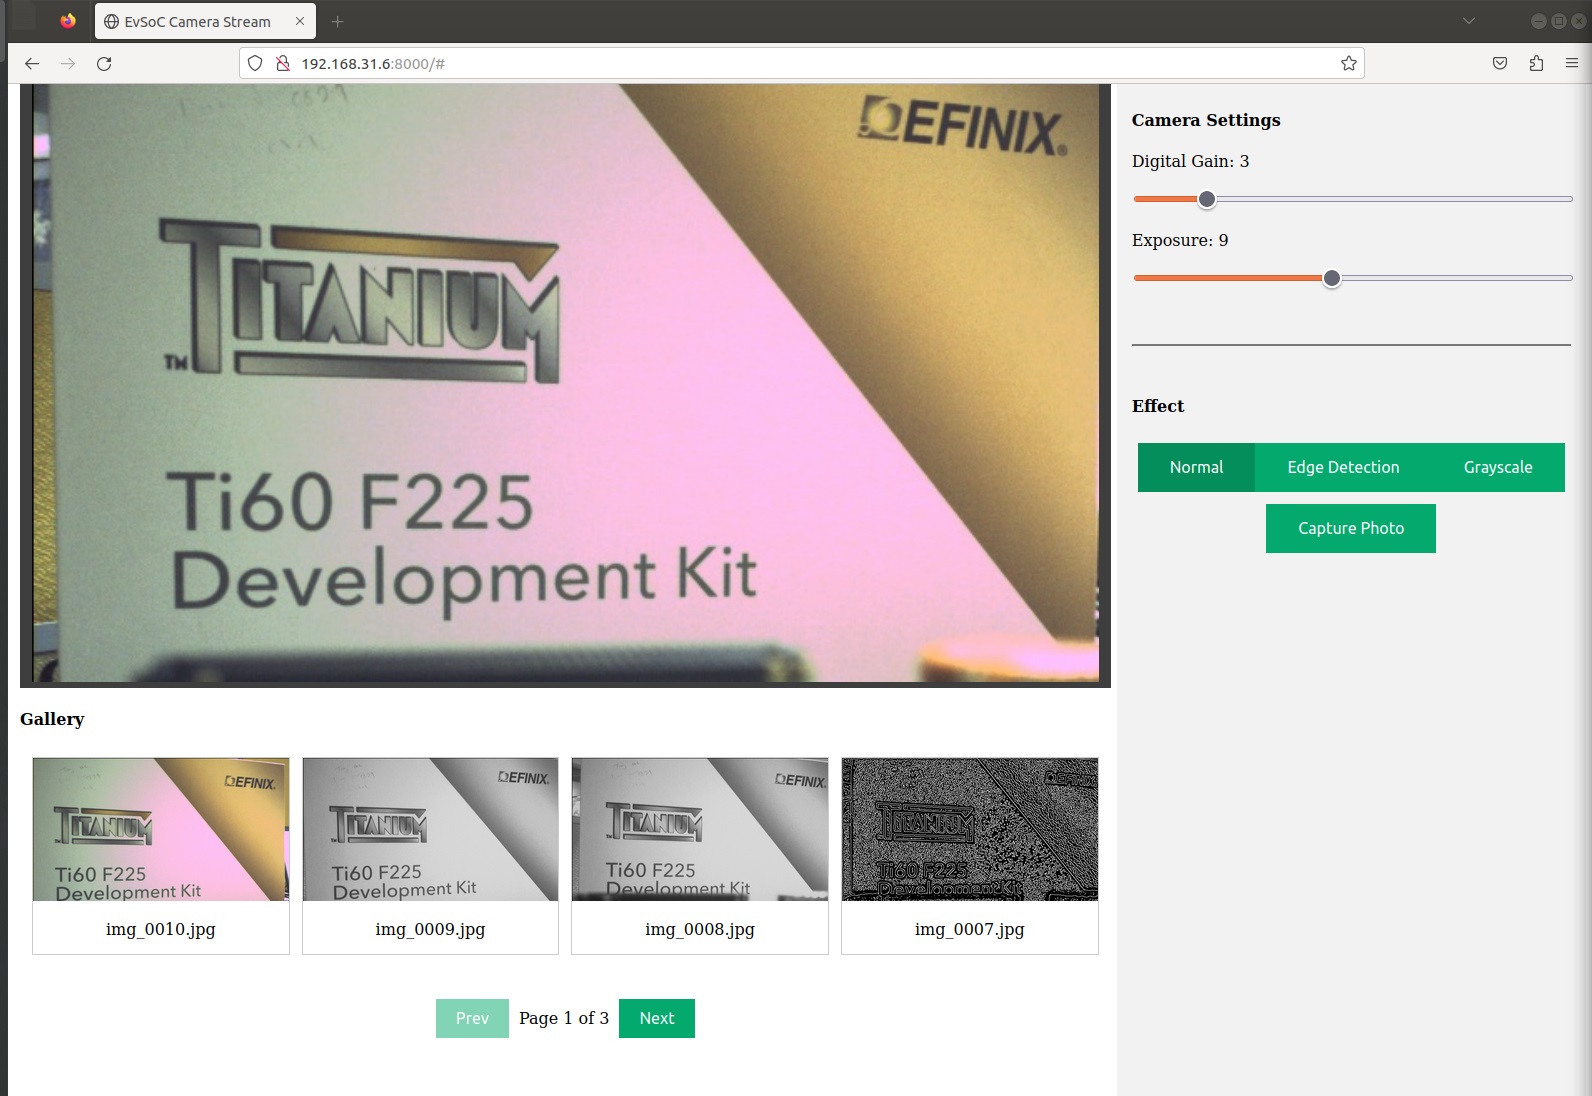 EvSoC Camera Stream
192.168.31.6:8000/#
EFINIX®
TITANIUM
TM
Ti60 F225
Development Kit
Camera Settings
Digital Gain: 3
Exposure: 9
Effect
Normal
Edge Detection
Grayscale
Capture Photo
Gallery
EFINIX
TITANIUM
Ti60 F225
Development Kit
img_0010.jpg
EFINIX
TITANIUM
Ti60 F225
Development Kit
img_0009.jpg
EFINIX
TITANIUM
Ti60 F225
Development Kit
img_0008.jpg
EFINIX
TITANIUM
Ti60 F225
Development Kit
img_0007.jpg
Prev
Page 1 of 3
Next